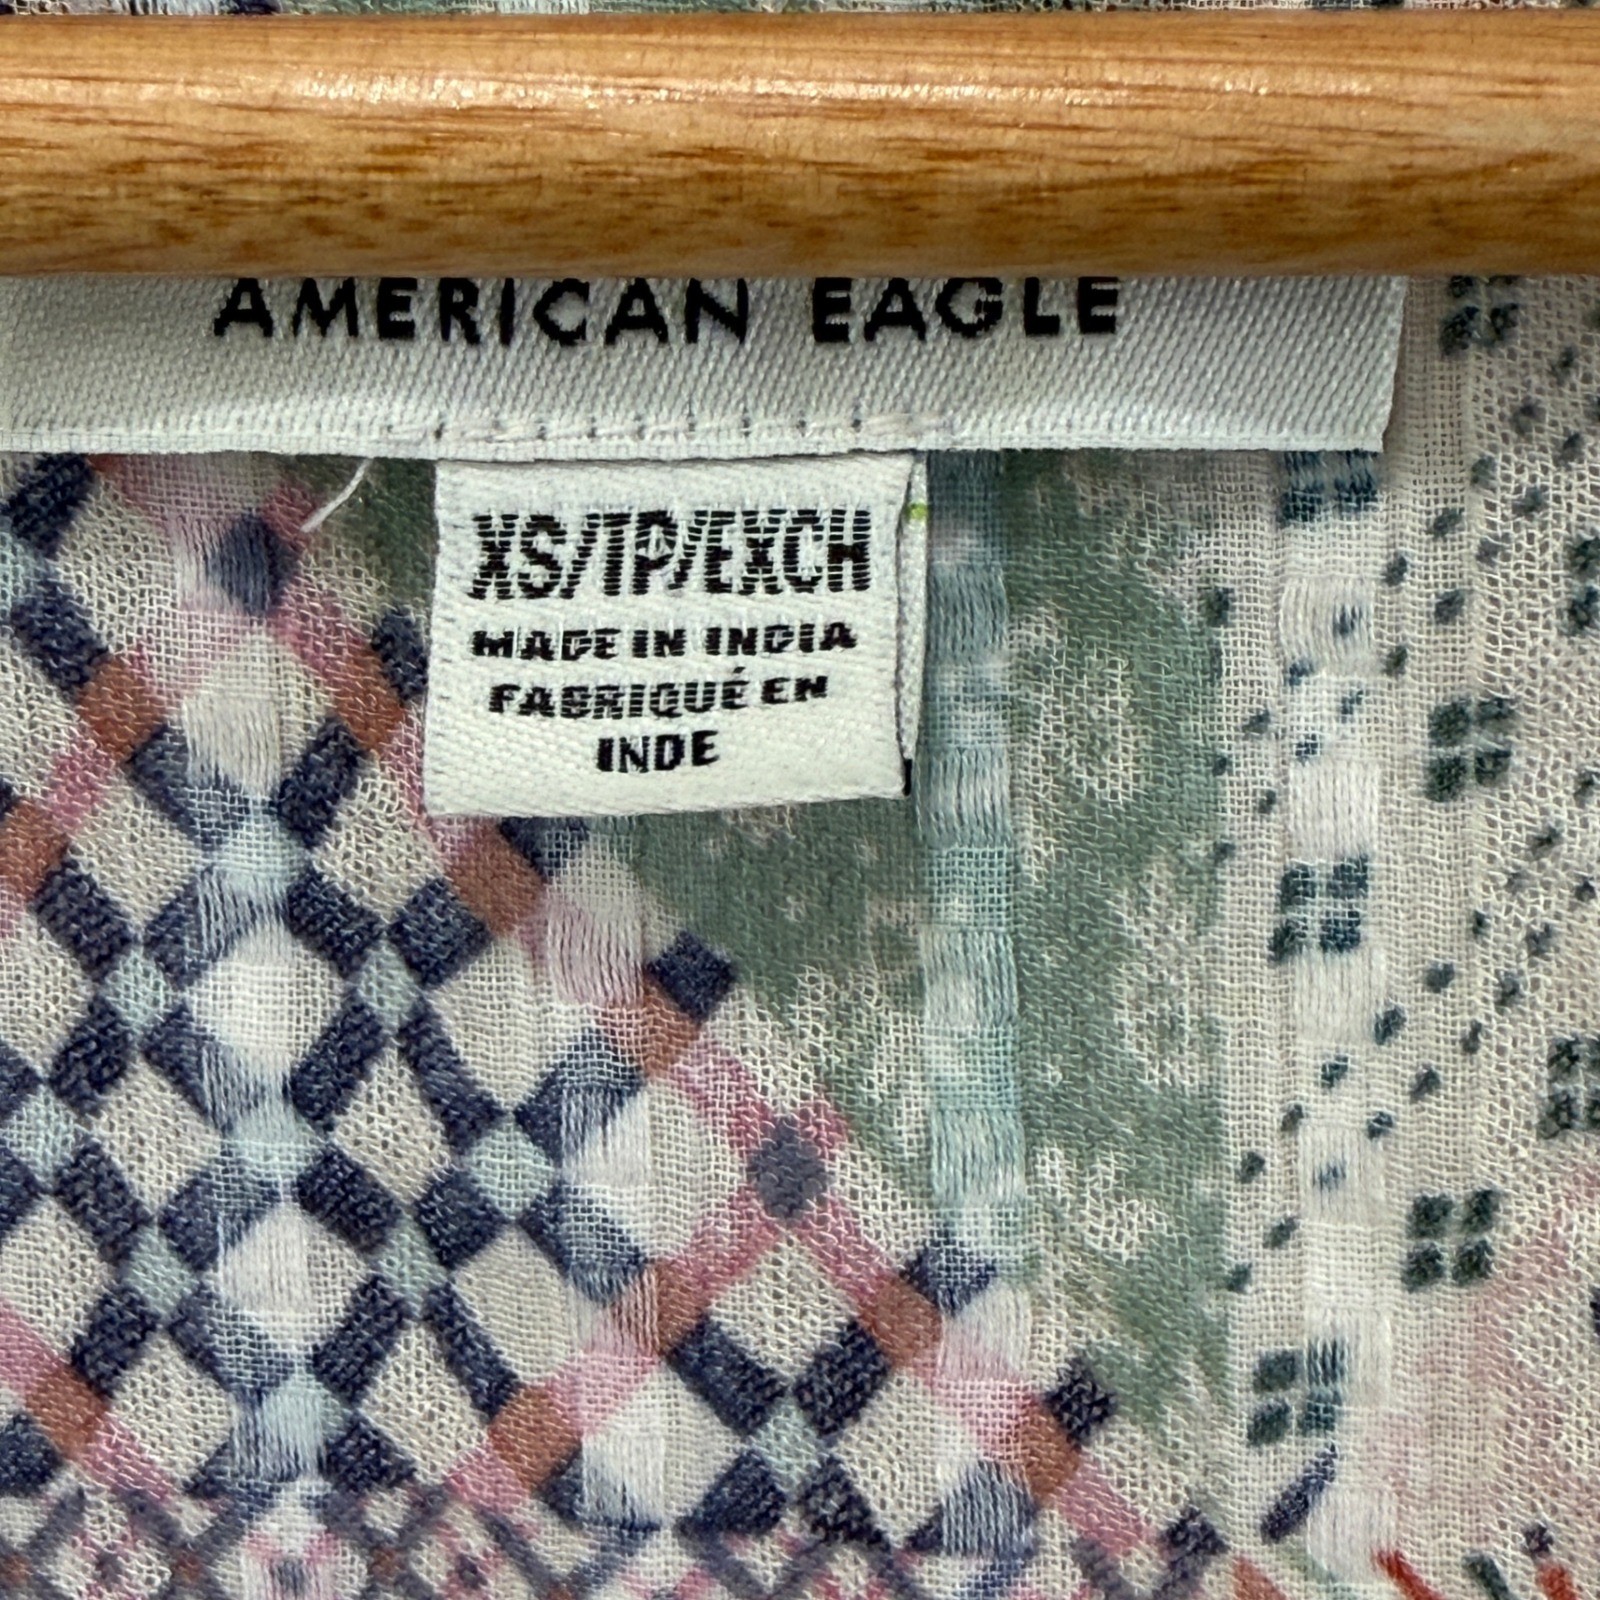 AMERICAN EAGLE
XS/TP/EXCH
MADE IN INDIA
FABRIQUÉ EN
INDE